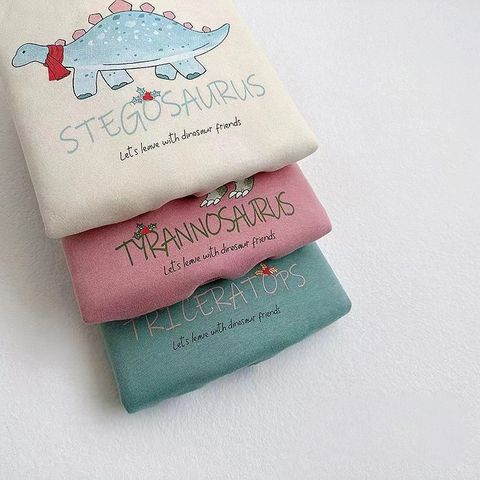 STEGOSAURUS
Let's leave with dinosaur friends
TYRANNOSAURUS
Let's leave with dinosaur friends
TRICERATOPS
Let's leave with dinosaur friends